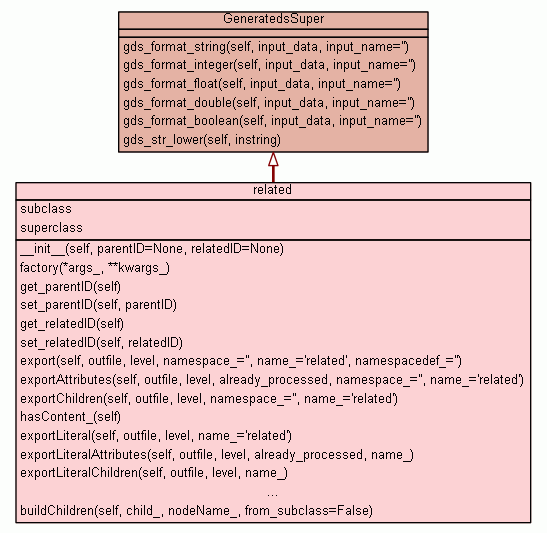 GeneratedsSuper
gds_format_string(self, input_data, input_name='')
gds_format_integer(self, input_data, input_name='')
gds_format_float(self, input_data, input_name='')
gds_format_double(self, input_data, input_name='')
gds_format_boolean(self, input_data, input_name='')
gds_str_lower(self, instring)
related
subclass
superclass
__init__(self, parentID=None, relatedID=None)
factory(*args_, **kwargs_)
get_parentID(self)
set_parentID(self, parentID)
get_relatedID(self)
set_relatedID(self, relatedID)
export(self, outfile, level, namespace_='', name_='related', namespacedef_='')
exportAttributes(self, outfile, level, already_processed, namespace_='', name_='related')
exportChildren(self, outfile, level, namespace_='', name_='related')
hasContent_(self)
exportLiteral(self, outfile, level, name_='related')
exportLiteralAttributes(self, outfile, level, already_processed, name_)
exportLiteralChildren(self, outfile, level, name_)
...
buildChildren(self, child_, nodeName_, from_subclass=False)